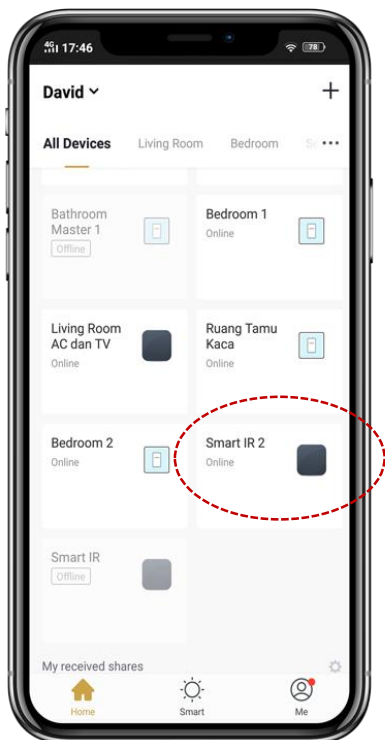 4G 17:46 78
David
All Devices Living Room Bedroom
Bathroom
Master 1
Offline
Bedroom 1
Online
Living Room
AC dan TV
Online
Ruang Tamu
Kaca
Online
Bedroom 2
Online
Smart IR 2
Online
Smart IR
Offline
My received shares
Home Smart Me